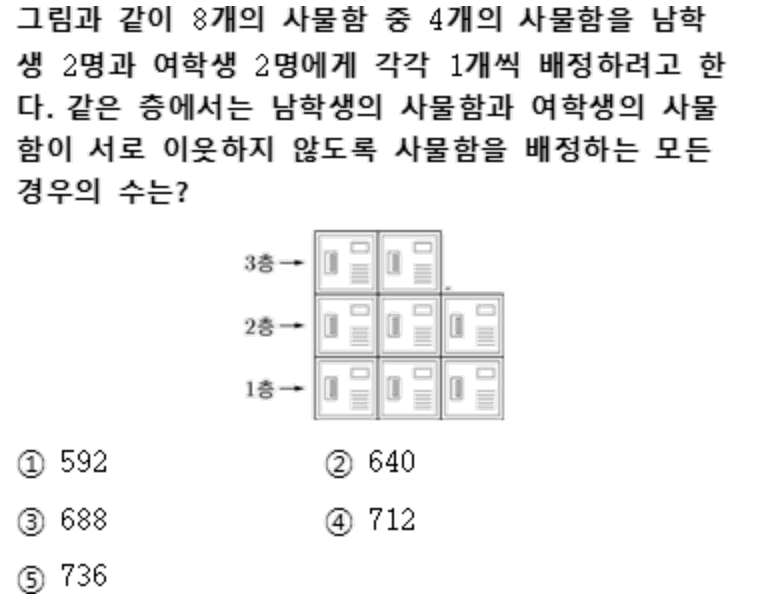 그림과 같이 8개의 사물함 중 4개의 사물함을 남학
생 2명과 여학생 2명에게 각각 1개씩 배정하려고 한
다. 같은 층에서는 남학생의 사물함과 여학생의 사물
함이 서로 이웃하지 않도록 사물함을 배정하는 모든
경우의 수는?
3층→
2층→
1층→
① 592 ② 640
③ 688 ④ 712
⑤ 736